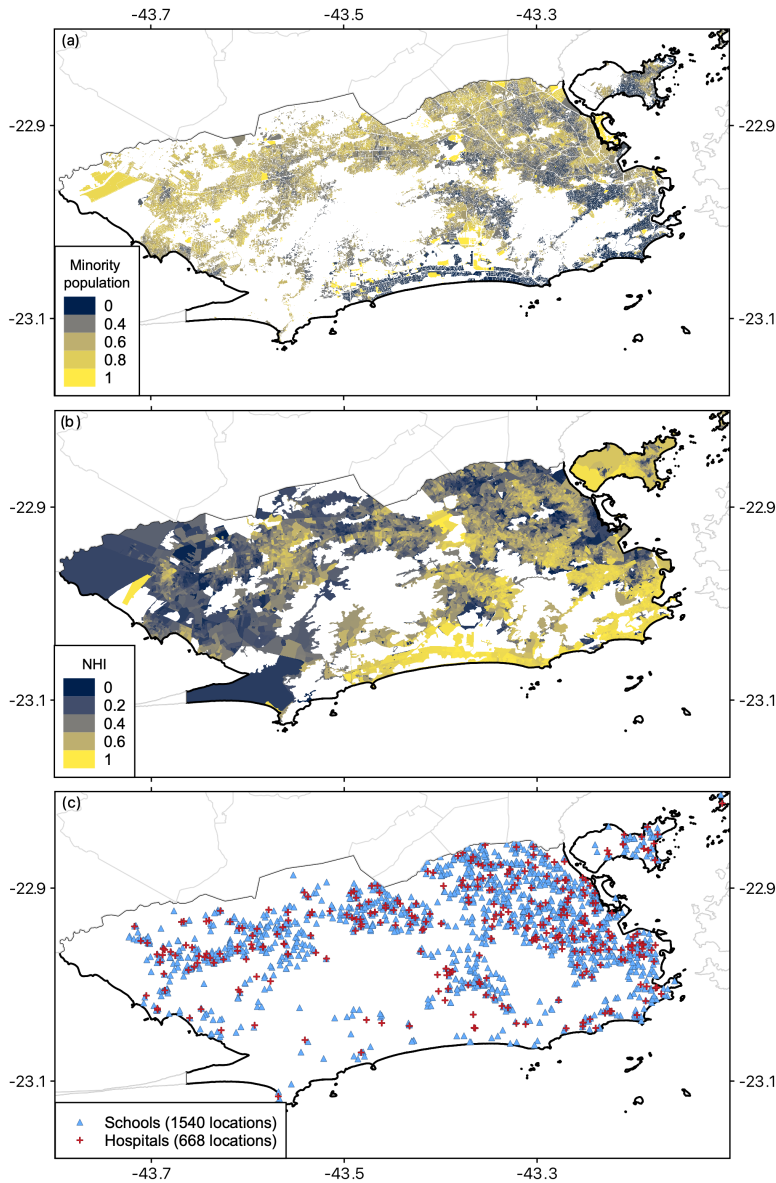 -43.7 -43.5 -43.3
(a)
-22.9 -22.9
Minority
population
0
0.4
0.6
0.8
1
-23.1 -23.1
(b)
-22.9 -22.9
NHI
0
0.2
0.4
0.6
1
-23.1 -23.1
(c)
-22.9 -22.9
-23.1 -23.1
Schools (1540 locations)
Hospitals (668 locations)
-43.7 -43.5 -43.3